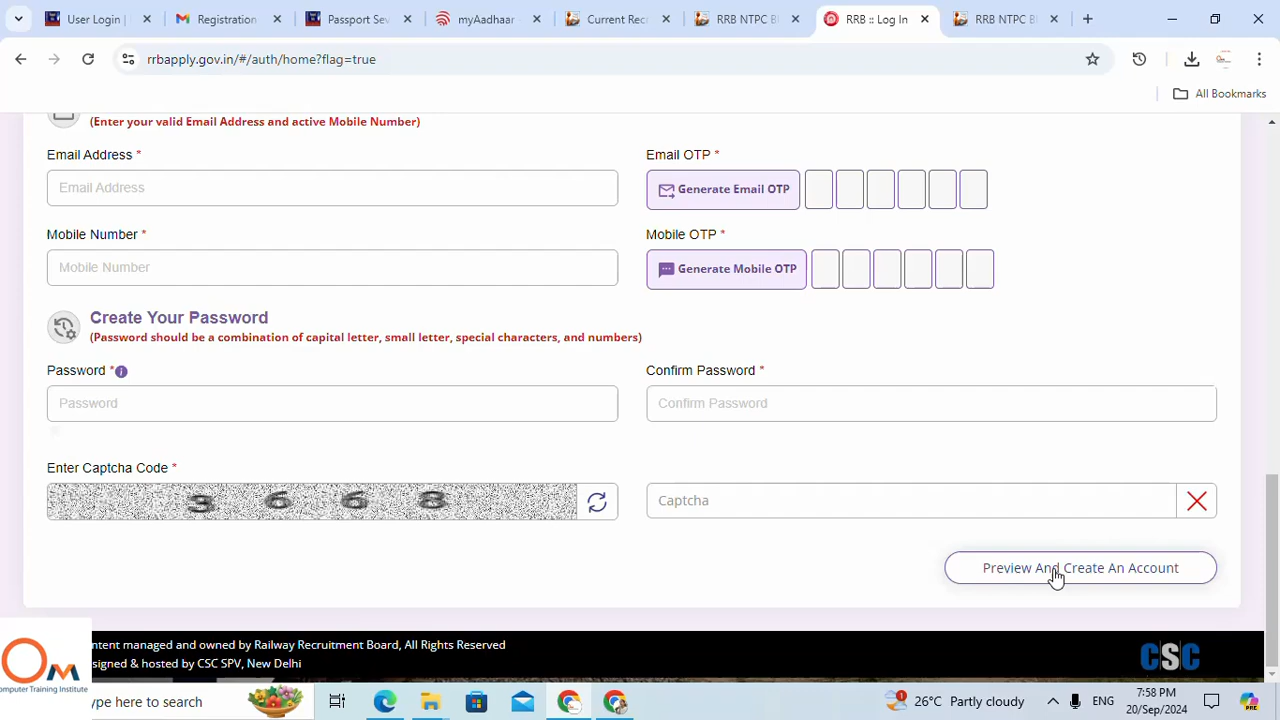 User Login
Registration
Passport Sev
myAadhaar
Current Rec
RRB NTPC B
RRB :: Log In
RRB NTPC B
rrbapply.gov.in/#/auth/home?flag=true
All Bookmarks
(Enter your valid Email Address and active Mobile Number)
Email Address *
Email OTP *
Email Address
Generate Email OTP
Mobile Number *
Mobile OTP *
Mobile Number
Generate Mobile OTP
Create Your Password
(Password should be a combination of capital letter, small letter, special characters, and numbers)
Password *
Confirm Password *
Password
Confirm Password
Enter Captcha Code *
3 6 6 8
Captcha
Preview And Create An Account
ntent managed and owned by Railway Recruitment Board, All Rights Reserved
signed & hosted by CSC SPV, New Delhi
CSC
Om
omputer Training Institute
ype here to search
26°C Partly cloudy
ENG
7:58 PM
20/Sep/2024
PRE